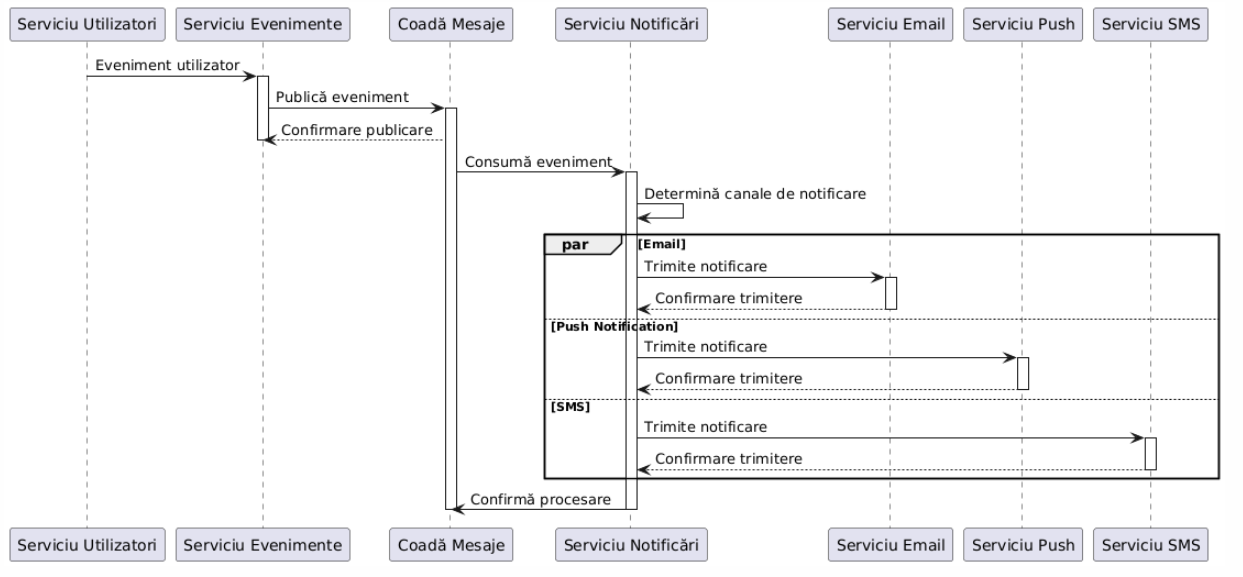 Serviciu Utilizatori Serviciu Evenimente Coadă Mesaje Serviciu Notificări Serviciu Email Serviciu Push Serviciu SMS
Eveniment utilizator
Publică eveniment
Confirmare publicare
Consumă eveniment
Determină canale de notificare
par [Email]
Trimite notificare
Confirmare trimitere
[Push Notification]
Trimite notificare
Confirmare trimitere
[SMS]
Trimite notificare
Confirmare trimitere
Confirmă procesare
Serviciu Utilizatori Serviciu Evenimente Coadă Mesaje Serviciu Notificări Serviciu Email Serviciu Push Serviciu SMS